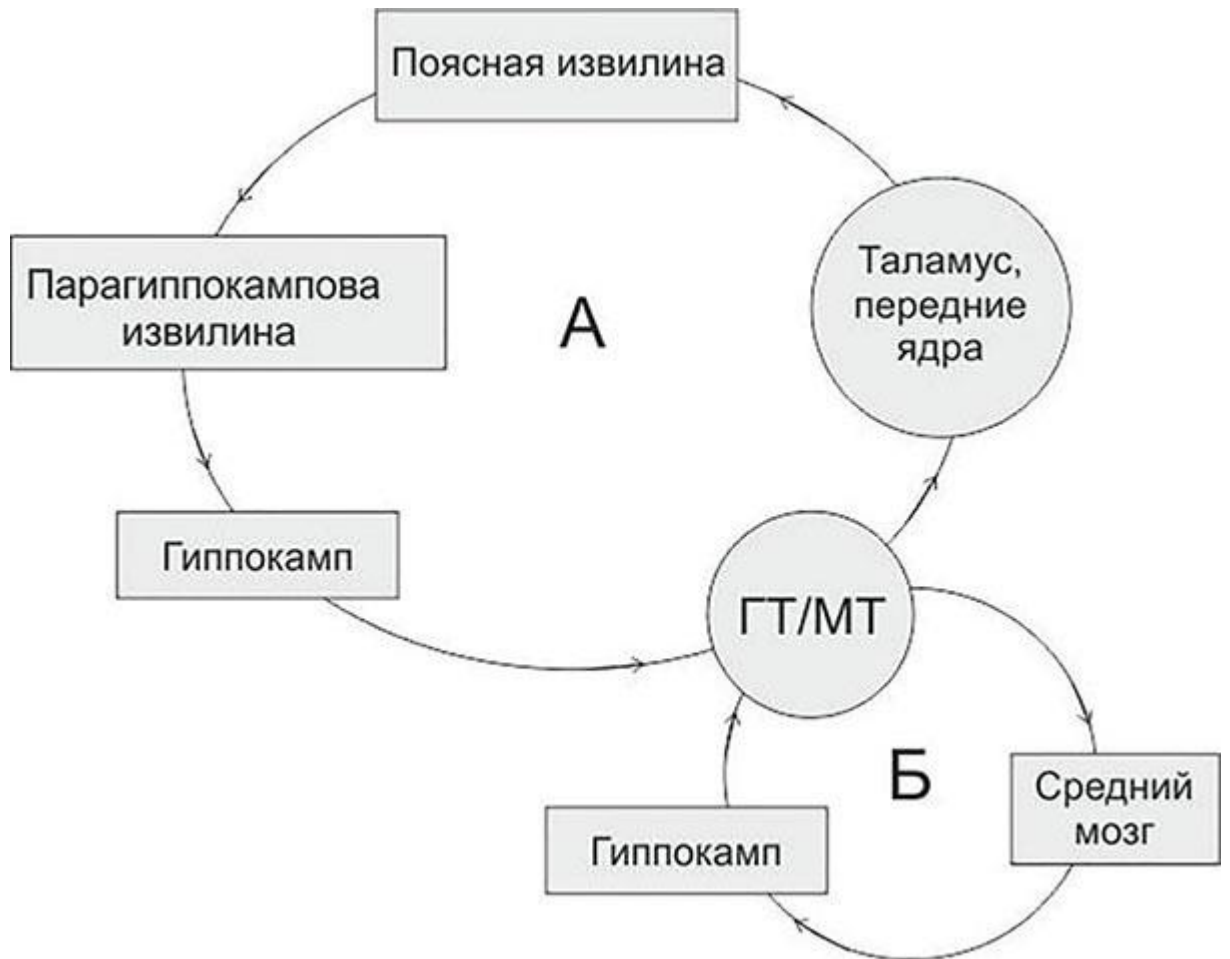 Поясная извилина
Таламус,
передние
ядра
Парагиппокампова
извилина
А
Гиппокамп
ГТ/МТ
Б
Средний
мозг
Гиппокамп